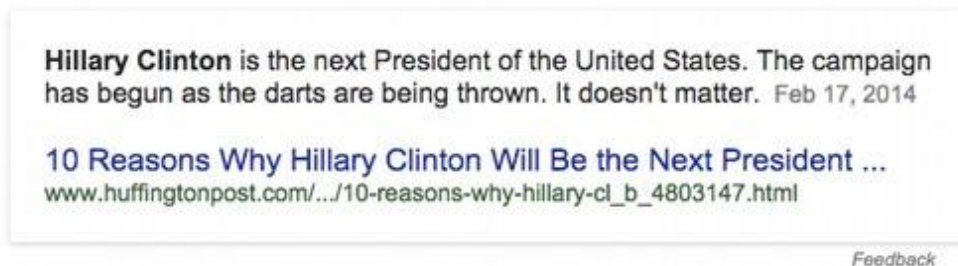 Hillary Clinton is the next President of the United States. The campaign
has begun as the darts are being thrown. It doesn't matter. Feb 17, 2014
10 Reasons Why Hillary Clinton Will Be the Next President ...
www.huffingtonpost.com/.../10-reasons-why-hillary-cl_b_4803147.html
Feedback